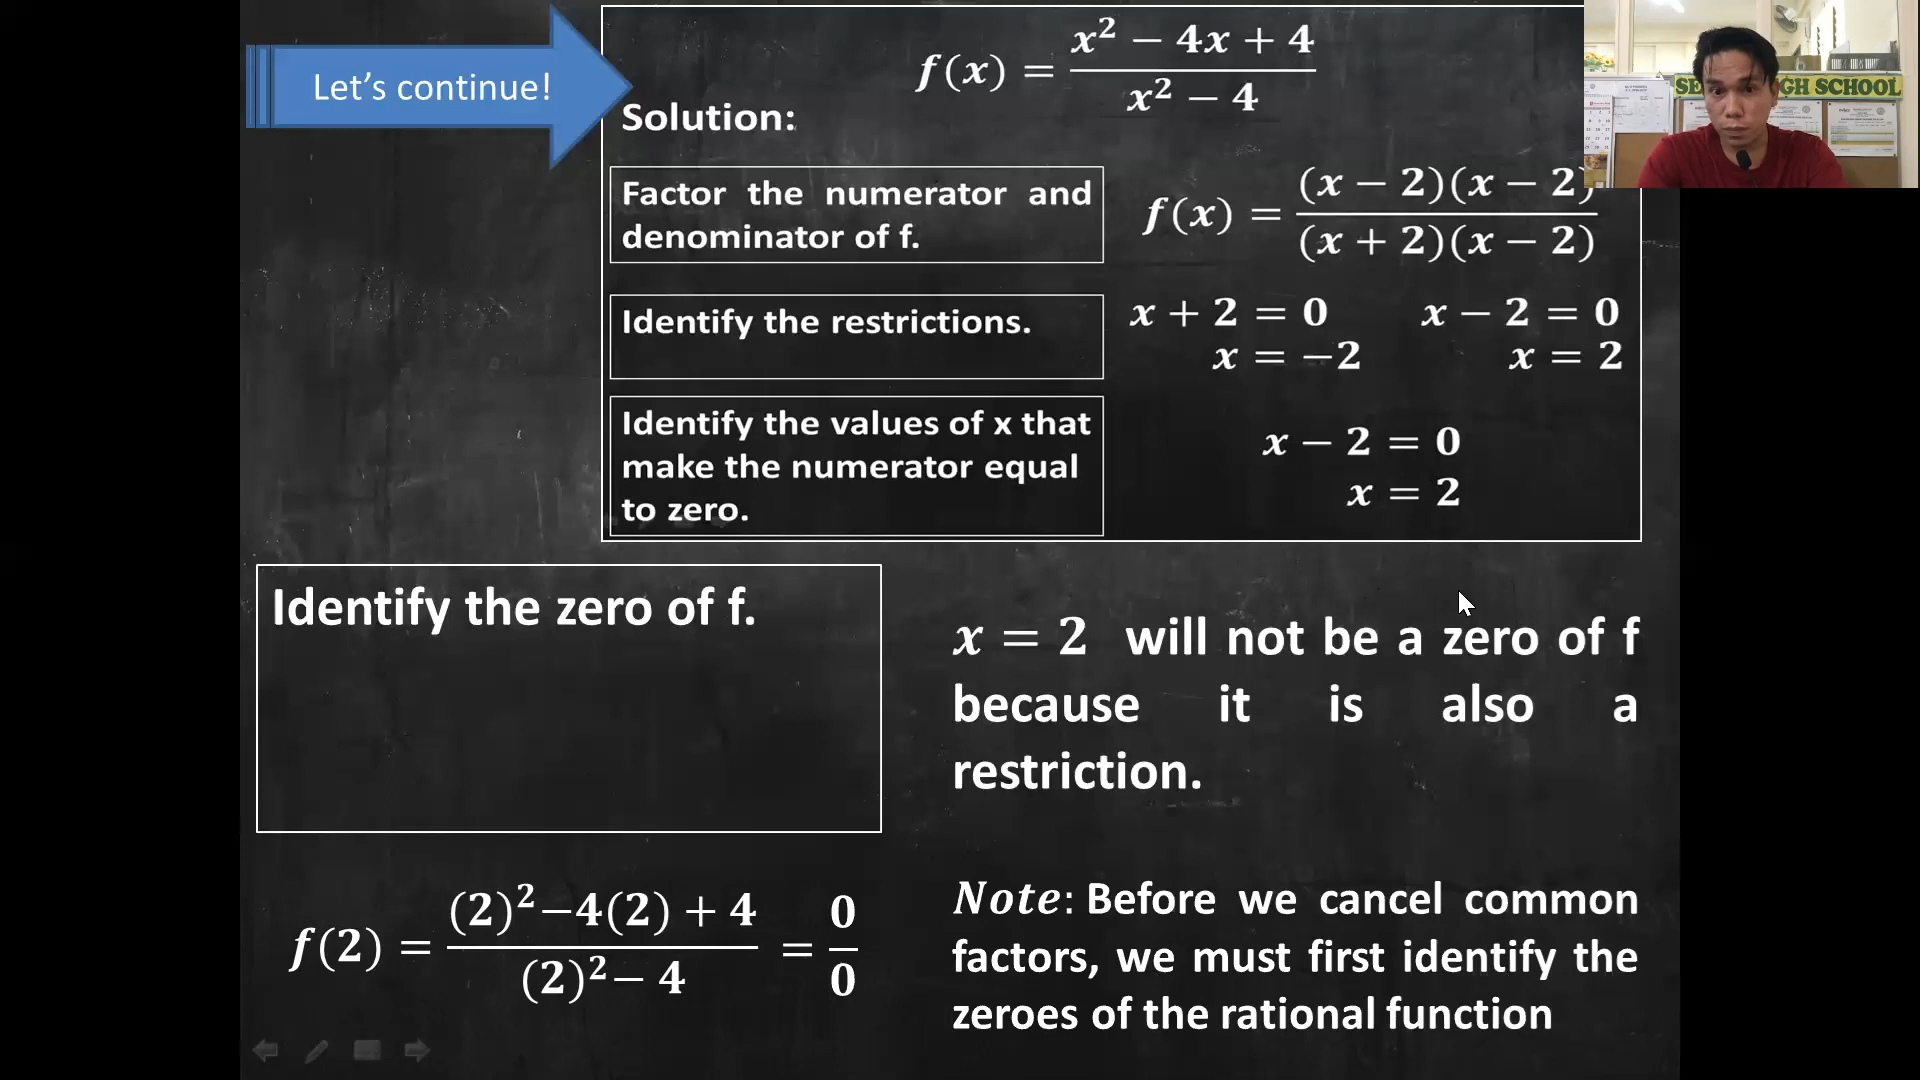 Let's continue!
f(x) = x² − 4x + 4 / x² − 4
Solution:
Factor the numerator and
denominator of f.
f(x) = (x − 2)(x − 2) / (x + 2)(x − 2)
Identify the restrictions.
x + 2 = 0 x − 2 = 0
x = −2 x = 2
Identify the values of x that
make the numerator equal
to zero.
x − 2 = 0
x = 2
Identify the zero of f.
x = 2 will not be a zero of f
because it is also a
restriction.
f(2) = (2)²−4(2) + 4 / (2)²− 4 = 0 / 0
Note: Before we cancel common
factors, we must first identify the
zeroes of the rational function
GH SCHOOL